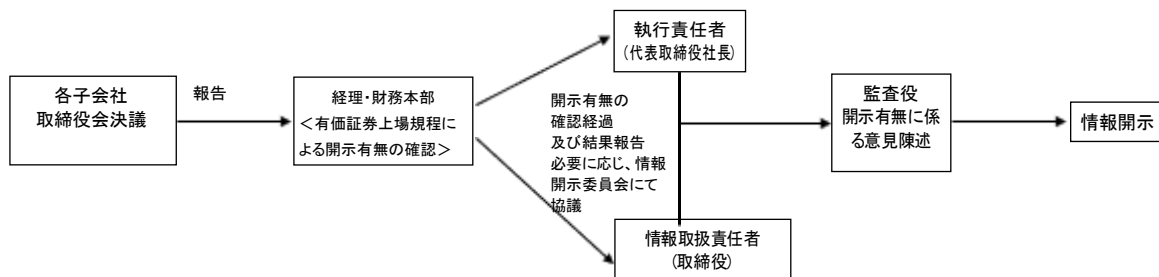 各子会社
取締役会決議
報告
経理・財務本部
<有価証券上場規程に
よる開示有無の確認>
執行責任者
(代表取締役社長)
開示有無の
確認経過
及び結果報告
必要に応じ、情報
開示委員会にて
協議
情報取扱責任者
(取締役)
監査役
開示有無に係
る意見陳述
情報開示